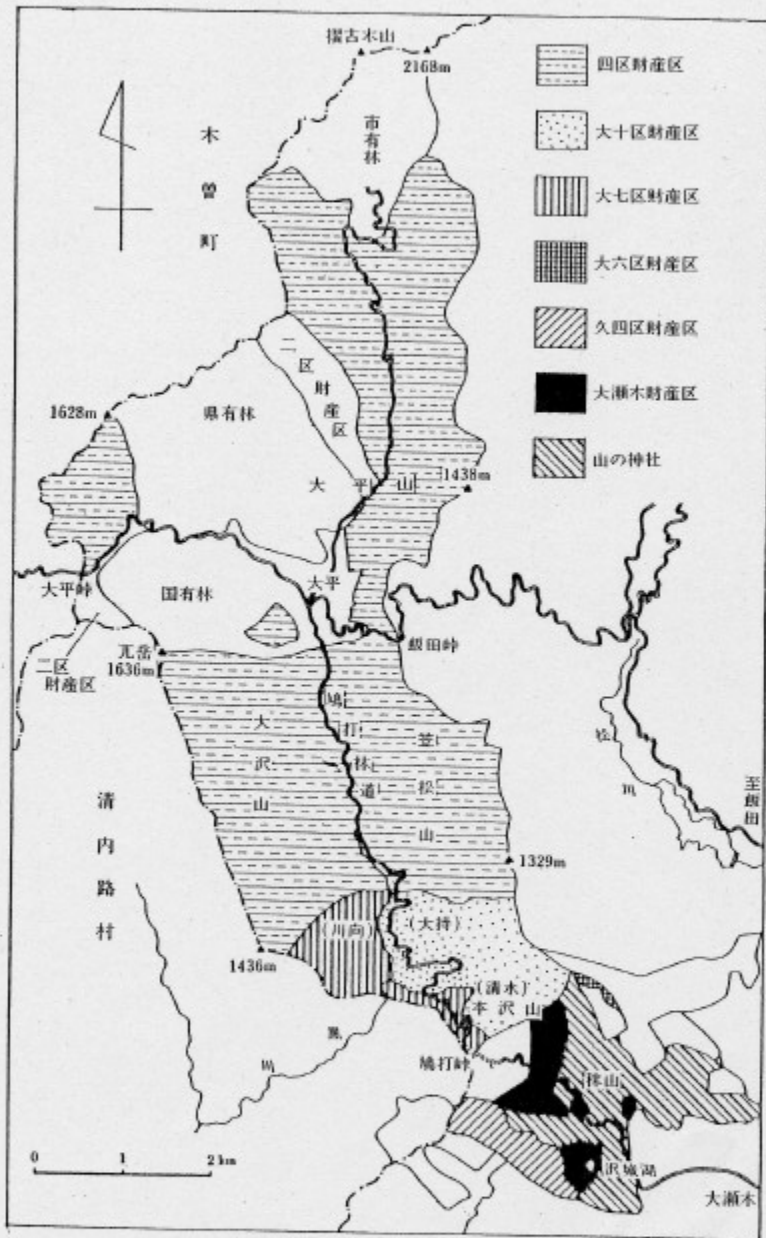 摺古木山
2168m
市有林
木曽町
四区財産区
大十区財産区
大七区財産区
大六区財産区
久四区財産区
大瀬木財産区
山の神社
二区財産区
県有林
1628m
大平山
1438m
大平峠
国有林
大平
飯田峠
兀岳
1636m
二区
財産区
鳩打林道
大沢山
笠松山
松川
至飯田
清内路村
1329m
(川向)
(大持)
1436m
(清水)
本沢山
黒川
鳩打峠
梓山
沢城湖
大瀬木
0
1
2km